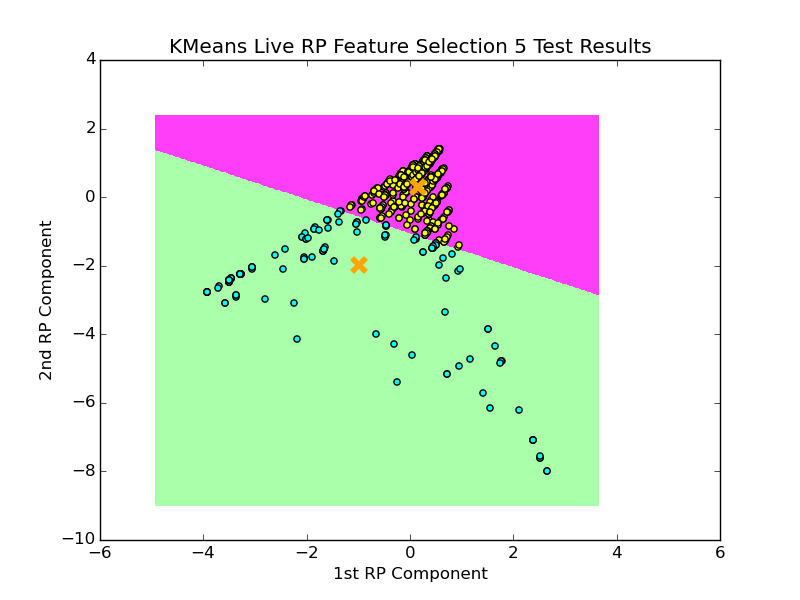 KMeans Live RP Feature Selection 5 Test Results
4
2
0
−2
−4
−6
−8
−10
2nd RP Component
−6 −4 −2 0 2 4 6
1st RP Component